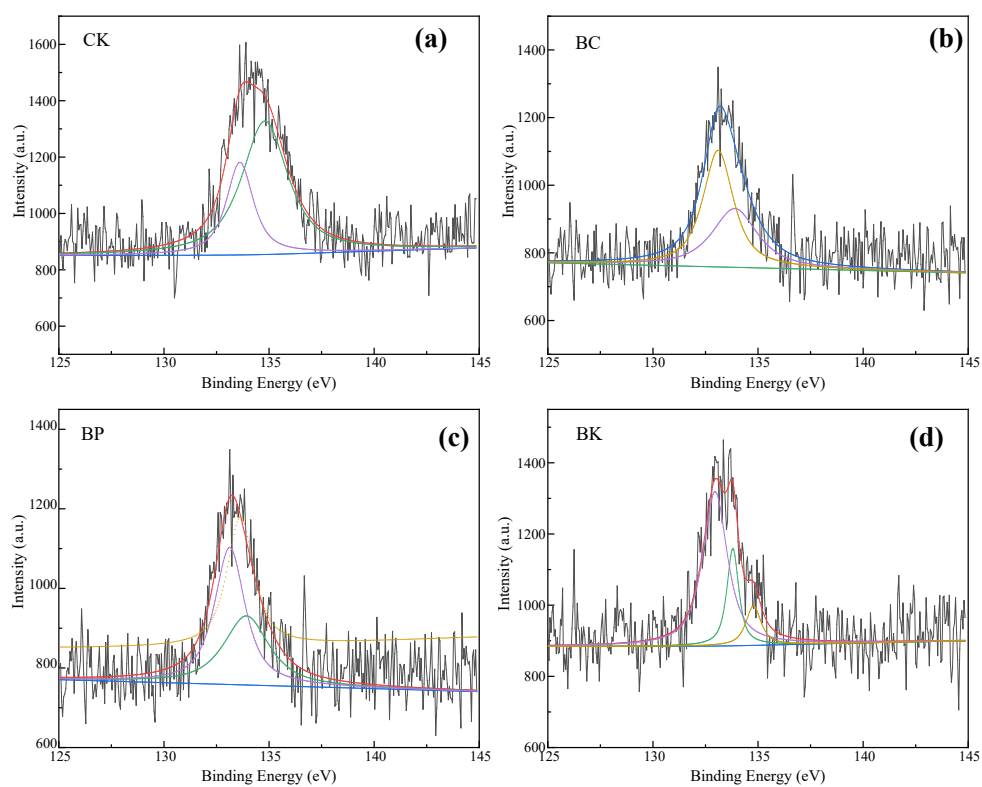 CK
(a)
1600
1400
1200
1000
800
600
Intensity (a.u.)
125 130 135 140 145
Binding Energy (eV)
BC
(b)
1400
1200
1000
800
600
Intensity (a.u.)
125 130 135 140 145
Binding Energy (eV)
BP
(c)
1400
1200
1000
800
600
Intensity (a.u.)
125 130 135 140 145
Binding Energy (eV)
BK
(d)
1400
1200
1000
800
600
Intensity (a.u.)
125 130 135 140 145
Binding Energy (eV)